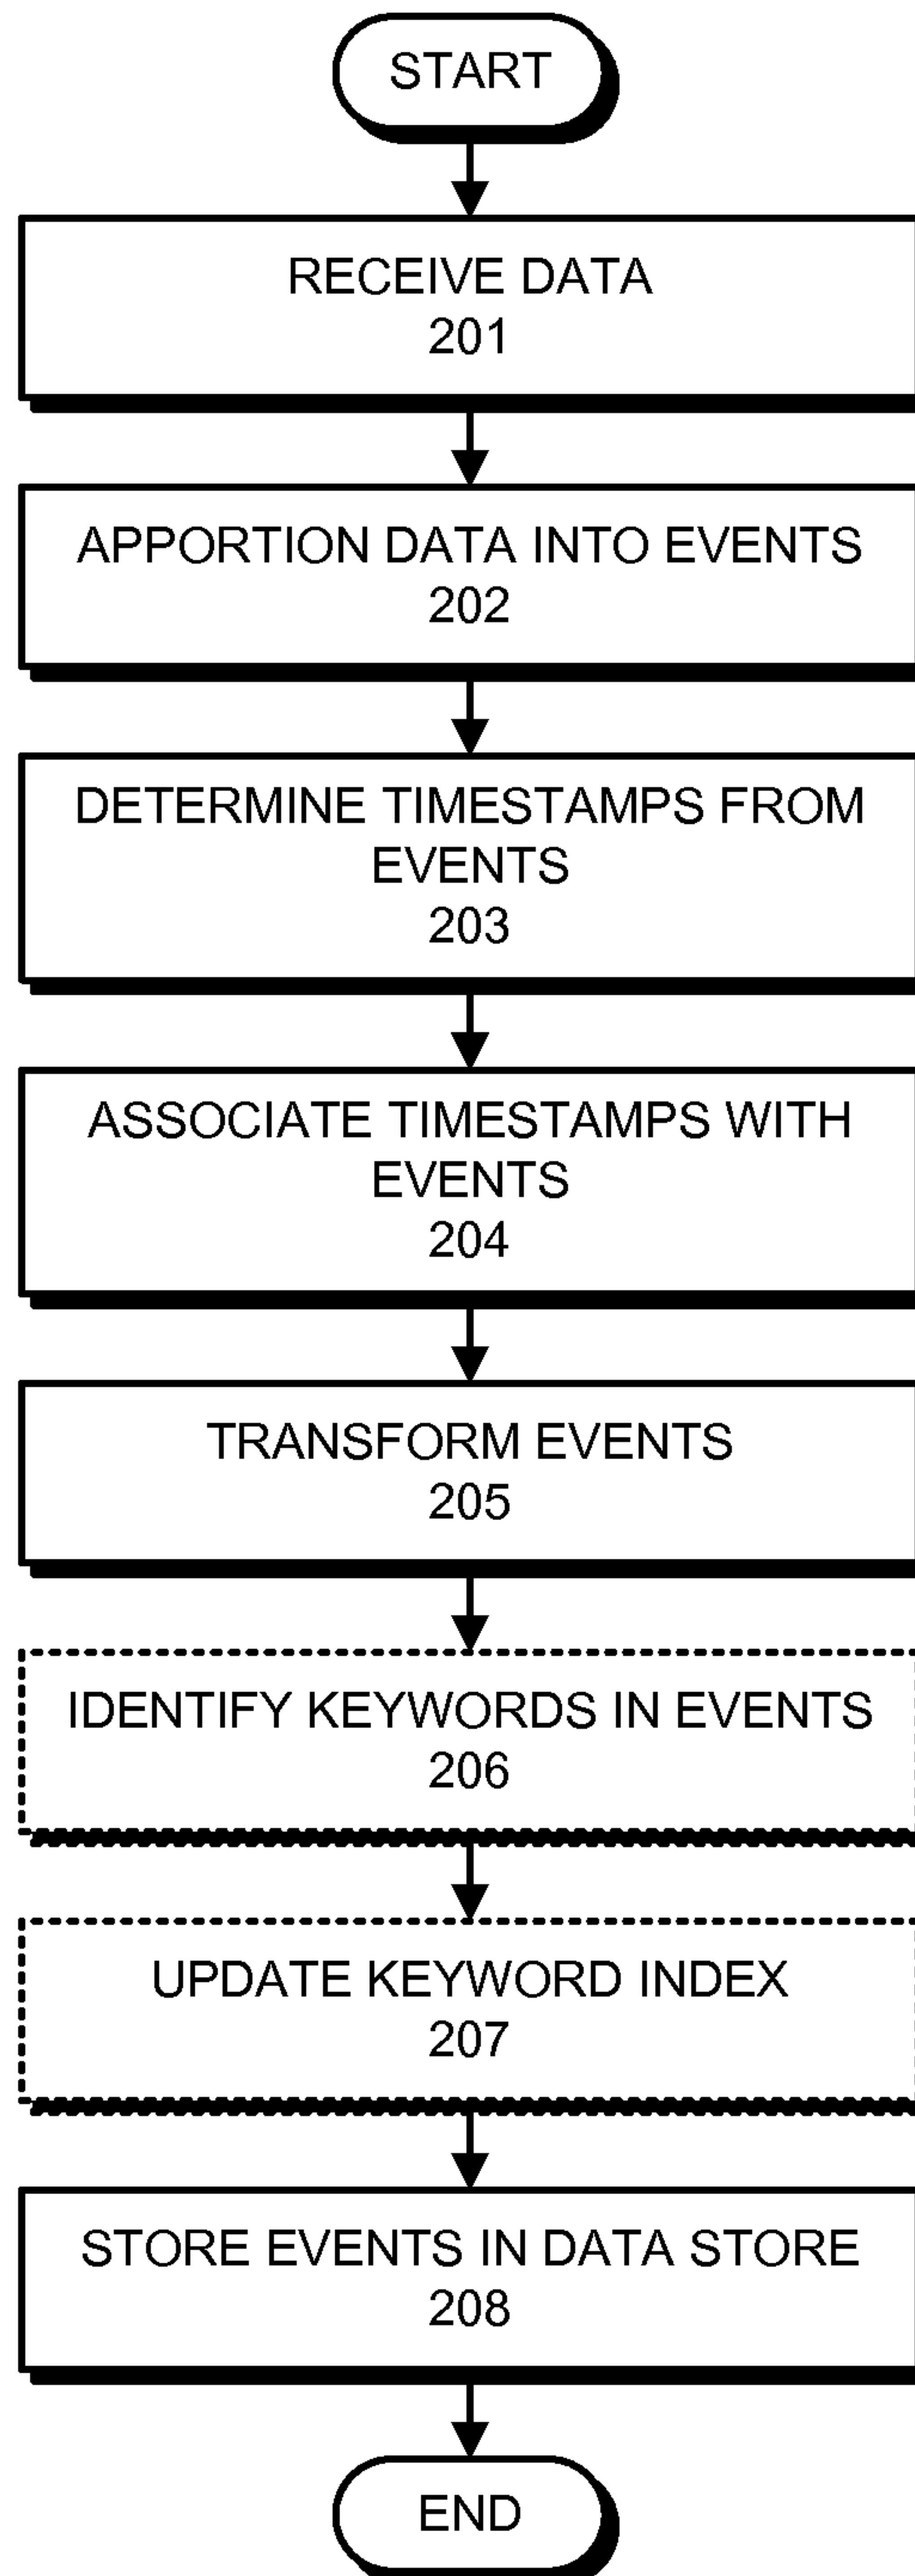 START
RECEIVE DATA
201
APPORTION DATA INTO EVENTS
202
DETERMINE TIMESTAMPS FROM
EVENTS
203
ASSOCIATE TIMESTAMPS WITH
EVENTS
204
TRANSFORM EVENTS
205
IDENTIFY KEYWORDS IN EVENTS
206
UPDATE KEYWORD INDEX
207
STORE EVENTS IN DATA STORE
208
END